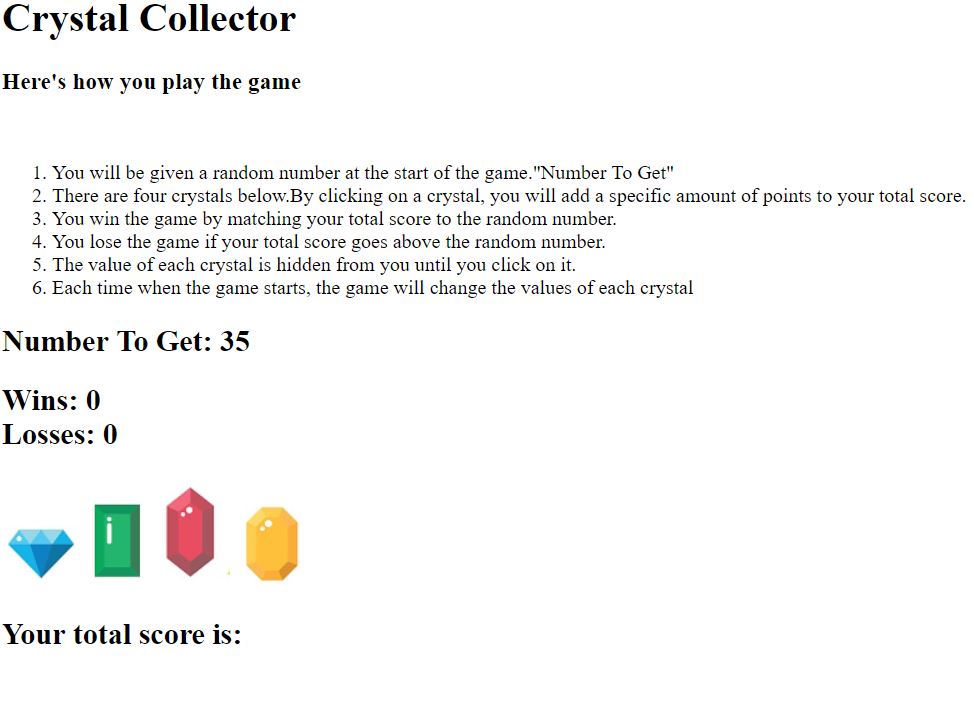 Crystal Collector
Here's how you play the game
1. You will be given a random number at the start of the game."Number To Get"
2. There are four crystals below.By clicking on a crystal, you will add a specific amount of points to your total score.
3. You win the game by matching your total score to the random number.
4. You lose the game if your total score goes above the random number.
5. The value of each crystal is hidden from you until you click on it.
6. Each time when the game starts, the game will change the values of each crystal
Number To Get: 35
Wins: 0
Losses: 0
Your total score is: